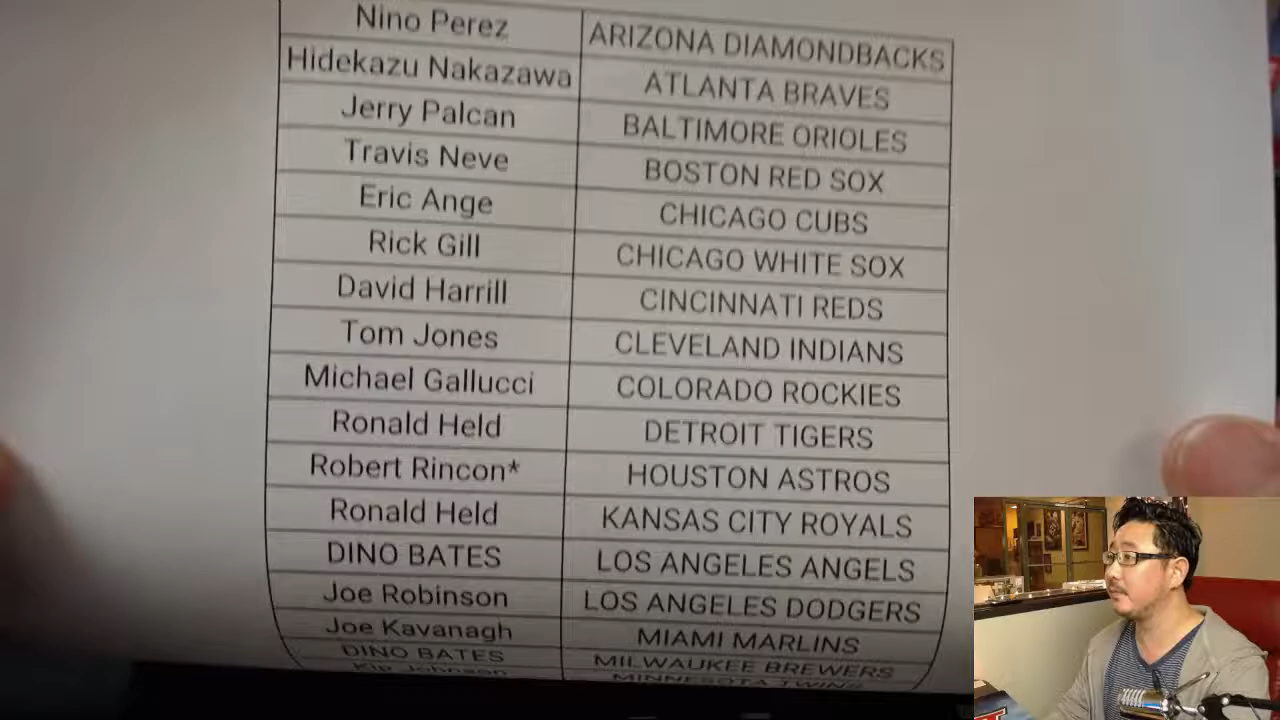 Nino Perez ARIZONA DIAMONDBACKS
Hidekazu Nakazawa ATLANTA BRAVES
Jerry Palcan BALTIMORE ORIOLES
Travis Neve BOSTON RED SOX
Eric Ange CHICAGO CUBS
Rick Gill CHICAGO WHITE SOX
David Harrill CINCINNATI REDS
Tom Jones CLEVELAND INDIANS
Michael Gallucci COLORADO ROCKIES
Ronald Held DETROIT TIGERS
Robert Rincon* HOUSTON ASTROS
Ronald Held KANSAS CITY ROYALS
DINO BATES LOS ANGELES ANGELS
Joe Robinson LOS ANGELES DODGERS
Joe Kavanagh MIAMI MARLINS
DINO BATES MILWAUKEE BREWERS
Kip Johnson MINNESOTA TWINS